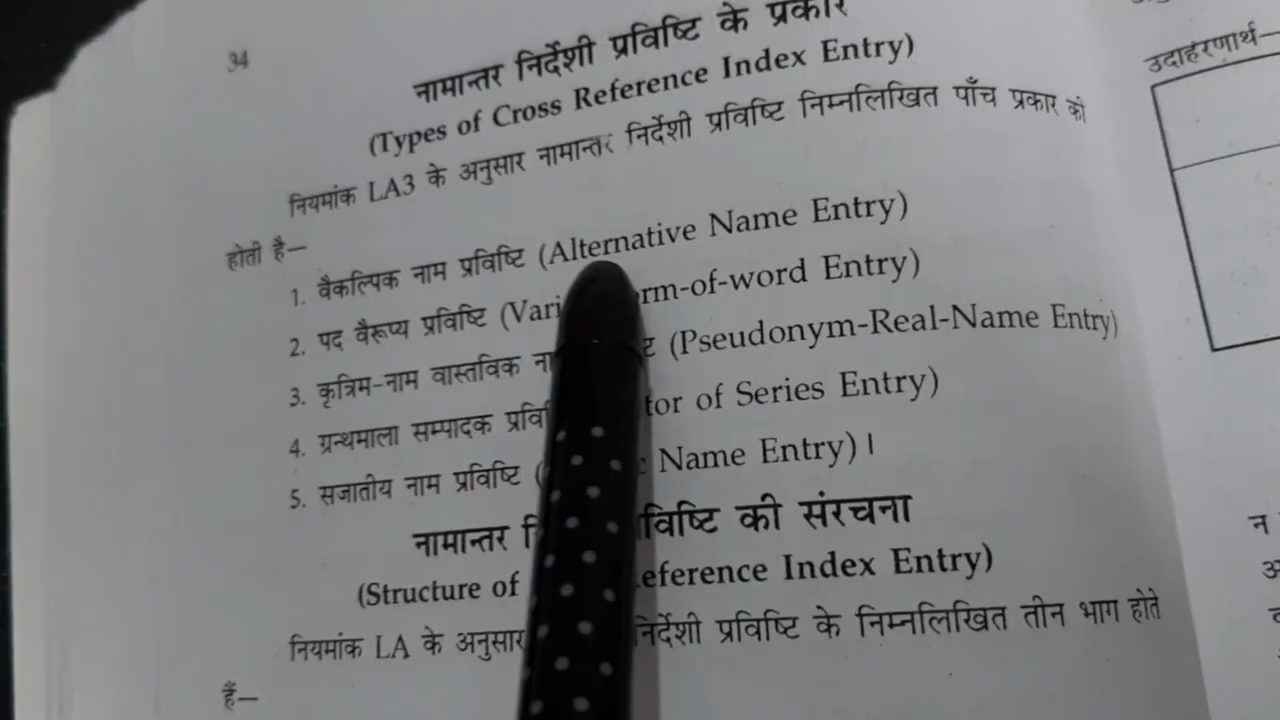 34
नामान्तर निर्देशी प्रविष्टि के प्रकार
(Types of Cross Reference Index Entry)
नियमांक LA3 के अनुसार नामान्तर निर्देशी प्रविष्टि निम्नलिखित पाँच प्रकार की
होती है—
1. वैकल्पिक नाम प्रविष्टि (Alternative Name Entry)
2. पद वैरूप्य प्रविष्टि (Vari rm-of-word Entry)
3. कृत्रिम-नाम वास्तविक (Pseudonym-Real-Name Entry)
4. ग्रन्थमाला सम्पादक of Series Entry)
5. सजातीय नाम प्रविष्टि ( Name Entry)।
नामान्तर की संरचना
(Structure of Index Entry)
नियमांक LA के अनुसार निर्देशी प्रविष्टि के निम्नलिखित तीन भाग होते
हैं—
उदाहरणार्थ—
न